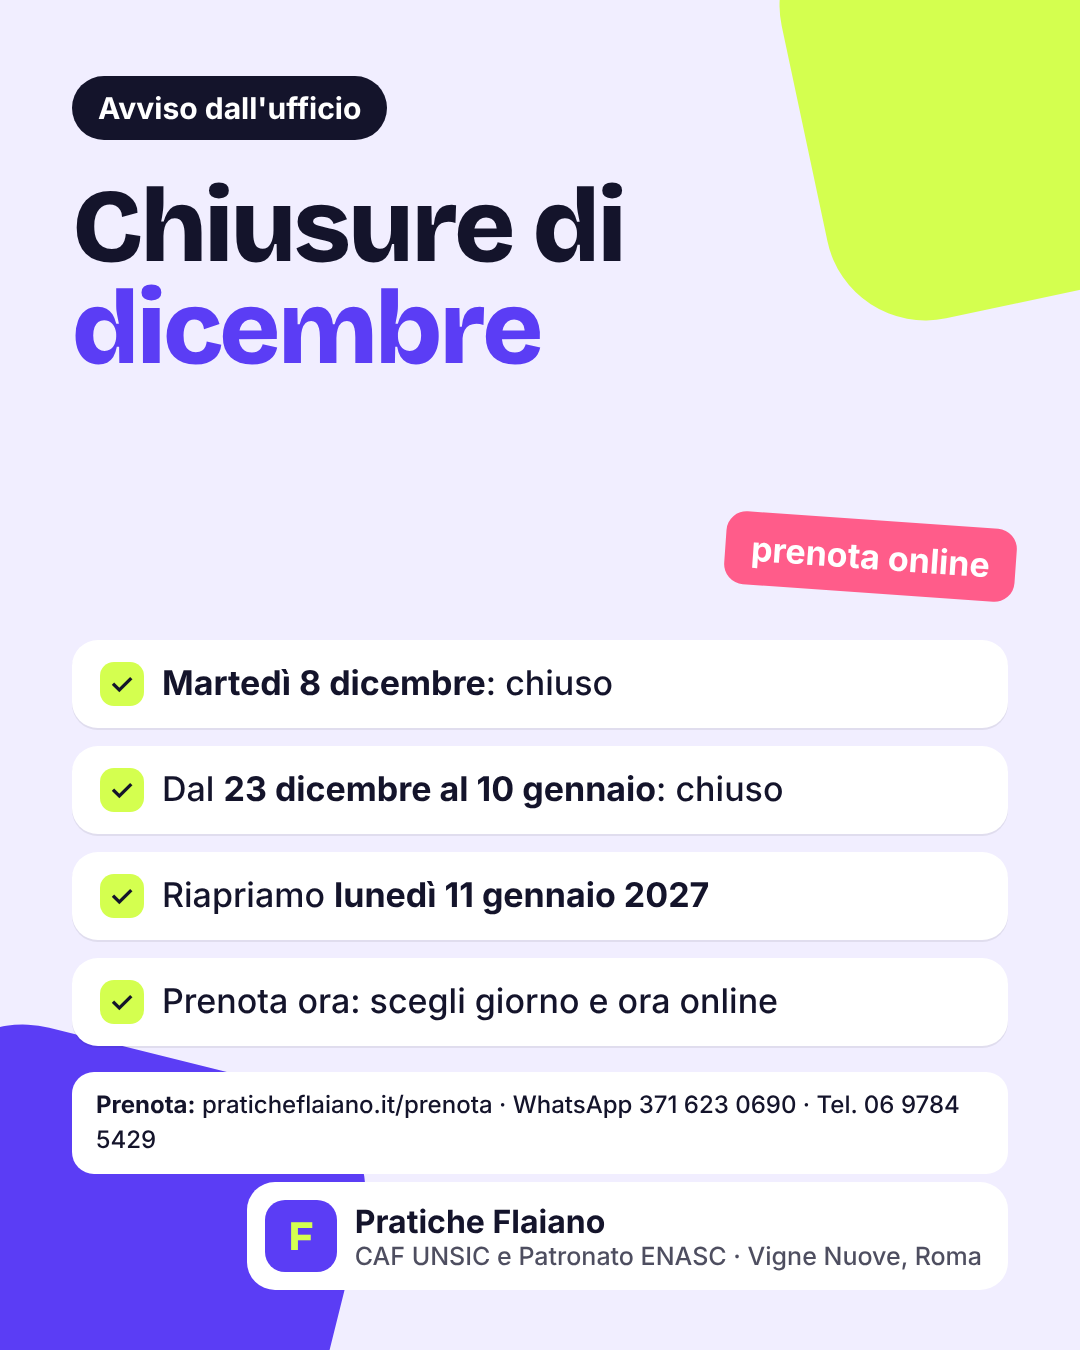 Avviso dall'ufficio
Chiusure di
dicembre
prenota online
Martedì 8 dicembre: chiuso
Dal 23 dicembre al 10 gennaio: chiuso
Riapriamo lunedì 11 gennaio 2027
Prenota ora: scegli giorno e ora online
Prenota: praticheflaiano.it/prenota · WhatsApp 371 623 0690 · Tel. 06 9784
5429
F
Pratiche Flaiano
CAF UNSIC e Patronato ENASC · Vigne Nuove, Roma